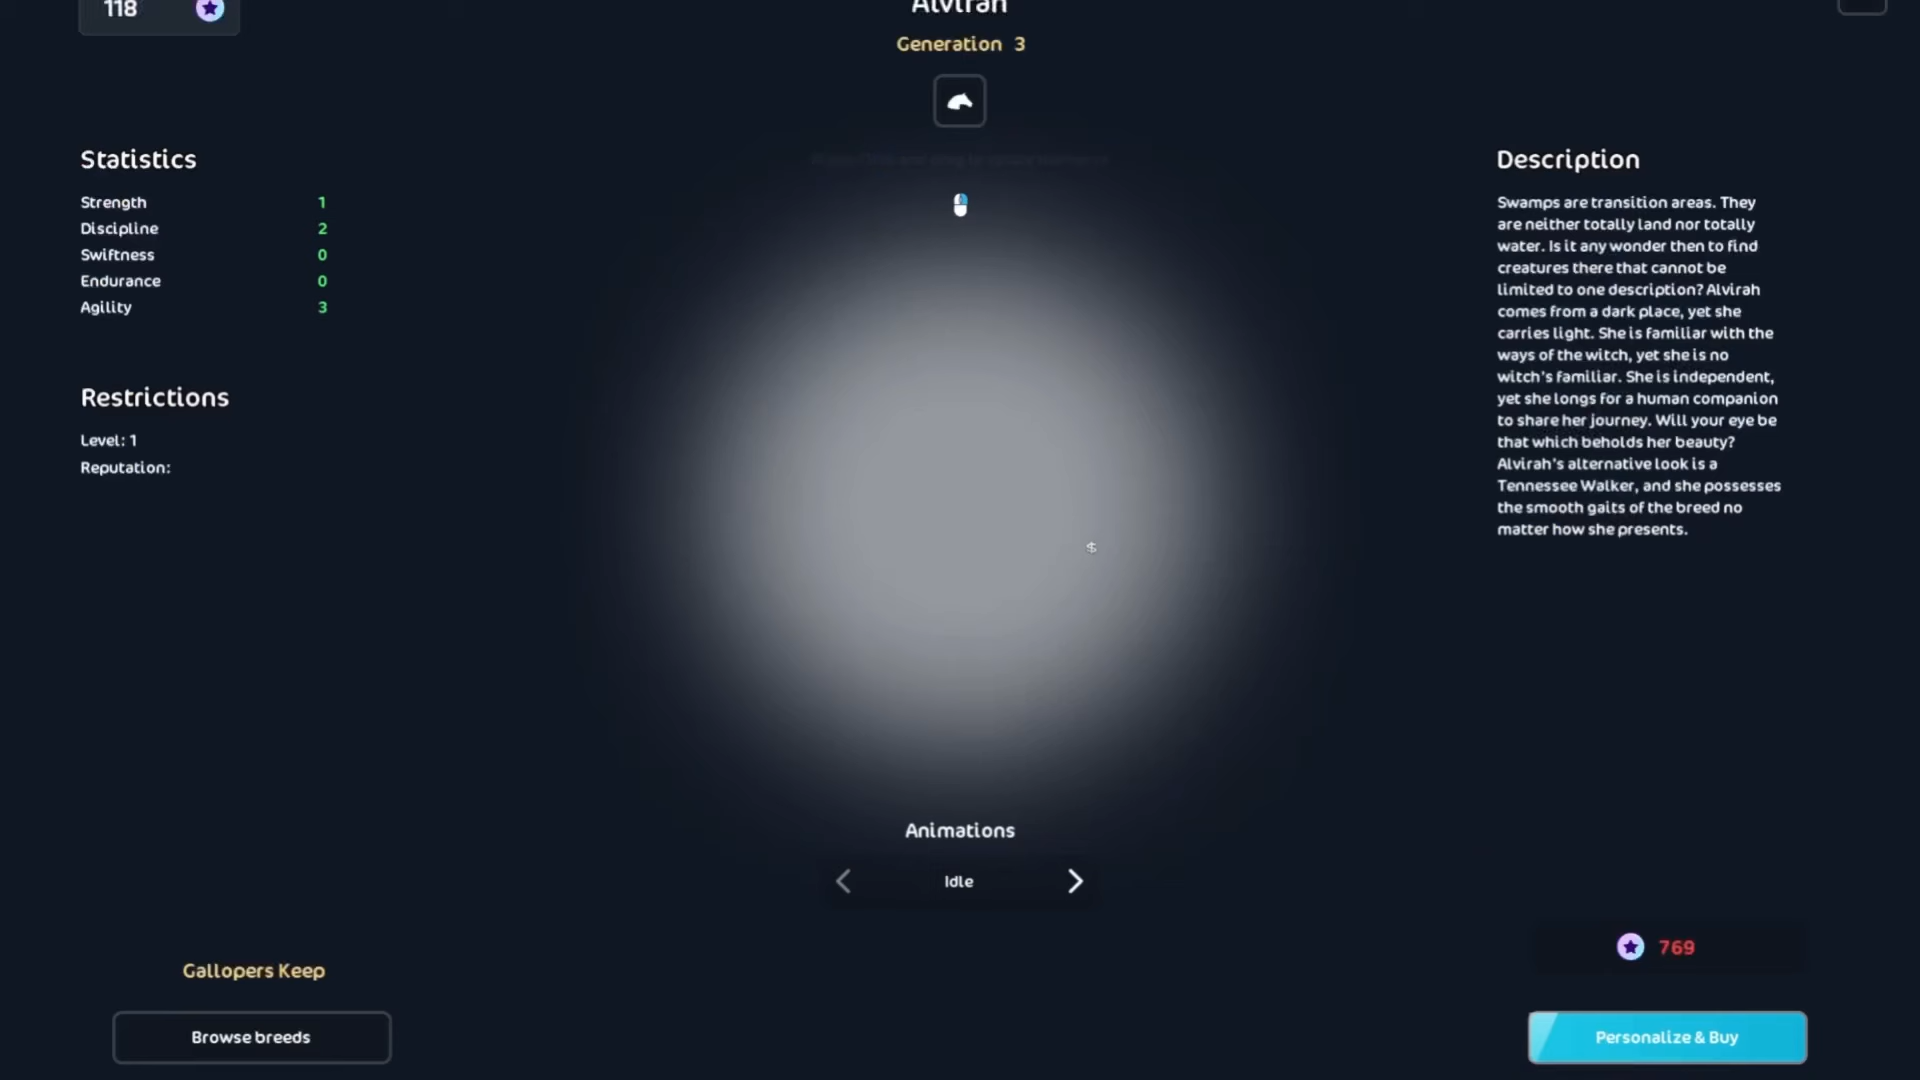 118
Alvirah
Generation 3
Statistics
Strength 1
Discipline 2
Swiftness 0
Endurance 0
Agility 3
Restrictions
Level: 1
Reputation:
Description
Swamps are transition areas. They
are neither totally land nor totally
water. Is it any wonder then to find
creatures there that cannot be
limited to one description? Alvirah
comes from a dark place, yet she
carries light. She is familiar with the
ways of the witch, yet she is no
witch's familiar. She is independent,
yet she longs for a human companion
to share her journey. Will your eye be
that which beholds her beauty?
Alvirah's alternative look is a
Tennessee Walker, and she possesses
the smooth gaits of the breed no
matter how she presents.
$
Animations
Idle
769
Gallopers Keep
Browse breeds
Personalize & Buy